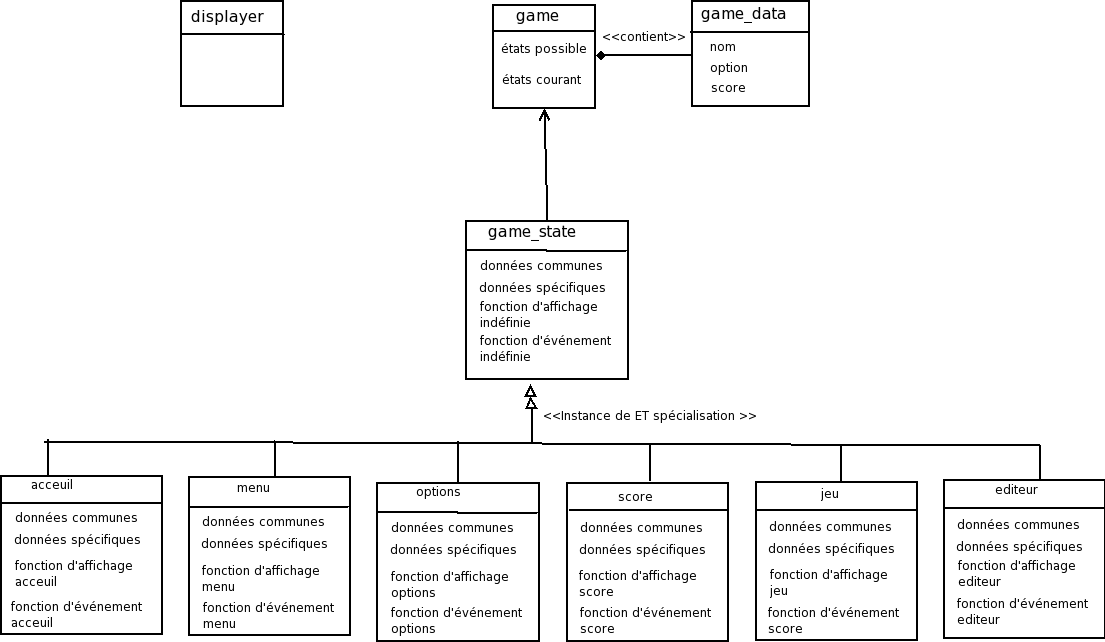 displayer
game
états possible
états courant
<<contient>>
game_data
nom
option
score
game_state
données communes
données spécifiques
fonction d'affichage
indéfinie
fonction d'événement
indéfinie
<<Instance de ET spécialisation >>
acceuil
données communes
données spécifiques
fonction d'affichage
acceuil
fonction d'événement
acceuil
menu
données communes
données spécifiques
fonction d'affichage
menu
fonction d'événement
menu
options
données communes
données spécifiques
fonction d'affichage
options
fonction d'événement
options
score
données communes
données spécifiques
fonction d'affichage
score
fonction d'événement
score
jeu
données communes
données spécifiques
fonction d'affichage
jeu
fonction d'événement
score
editeur
données communes
données spécifiques
fonction d'affichage
editeur
fonction d'événement
editeur